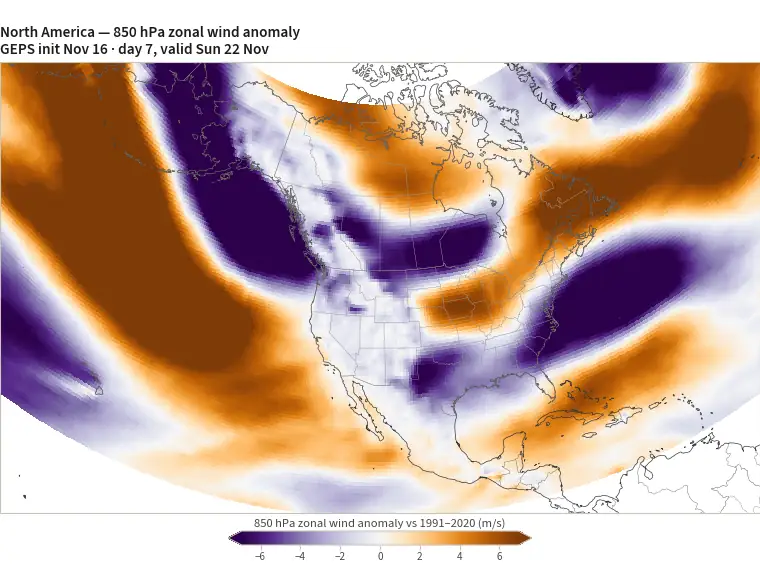 North America — 850 hPa zonal wind anomaly
GEPS init Nov 16 · day 7, valid Sun 22 Nov
850 hPa zonal wind anomaly vs 1991–2020 (m/s)
−6 −4 −2 0 2 4 6